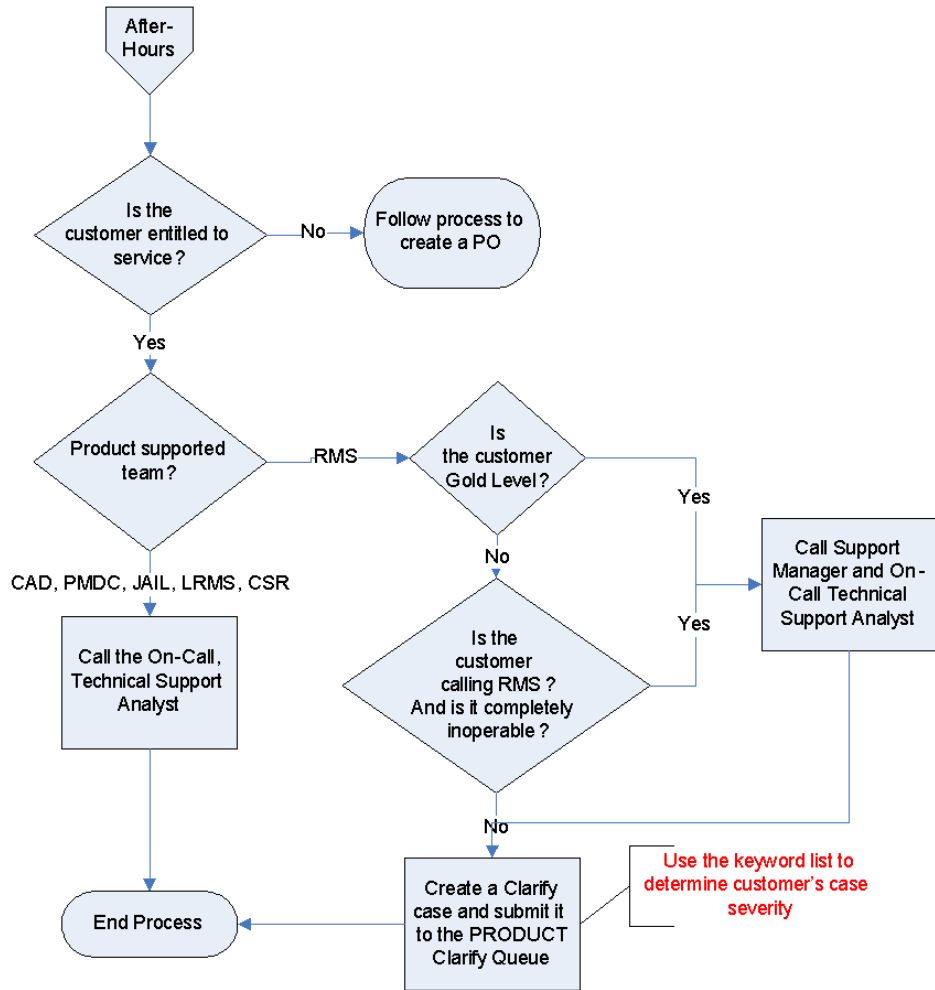 After-
Hours
Is the
customer entitled to
service?
No
Follow process to
create a PO
Yes
Product supported
team?
RMS
Is
the customer
Gold Level?
Yes
No
CAD, PMDC, JAIL, LRMS, CSR
Call the On-Call,
Technical Support
Analyst
Is the
customer
calling RMS?
And is it completely
inoperable?
Yes
Call Support
Manager and On-
Call Technical
Support Analyst
No
Create a Clarify
case and submit it
to the PRODUCT
Clarify Queue
Use the keyword list to
determine customer's case
severity
End Process